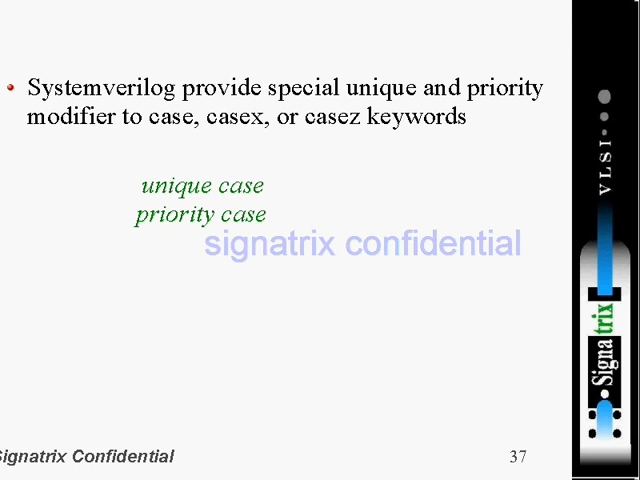 Systemverilog provide special unique and priority
modifier to case, casex, or casez keywords
unique case
priority case
signatrix confidential
ignatrix Confidential
37
VLSI
Signatrix